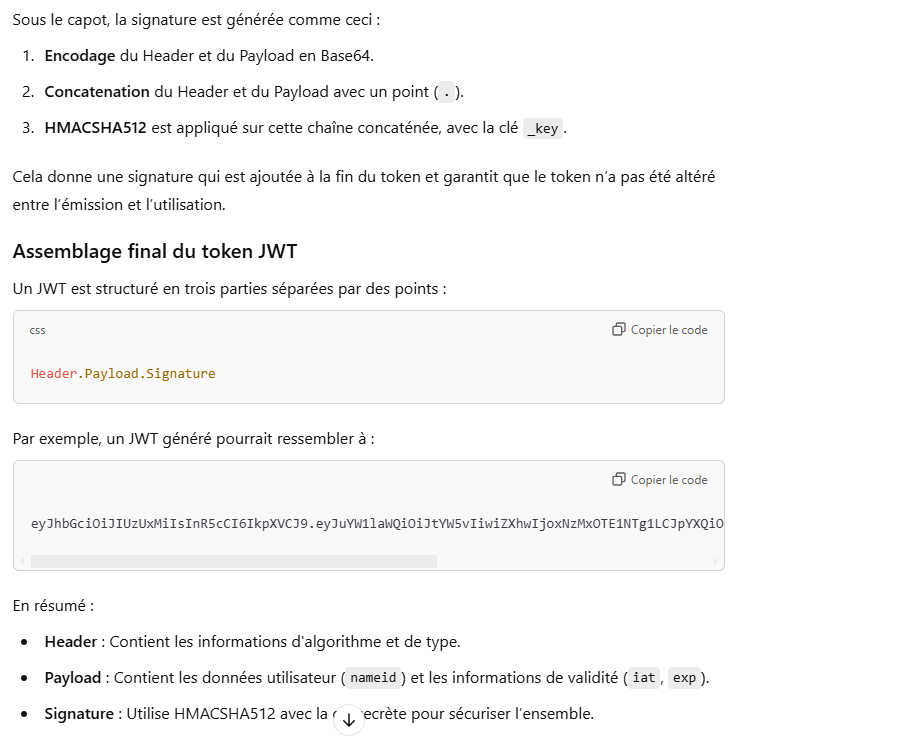 Sous le capot, la signature est générée comme ceci :
1. Encodage du Header et du Payload en Base64.
2. Concatenation du Header et du Payload avec un point ( . ).
3. HMACSHA512 est appliqué sur cette chaîne concaténée, avec la clé _key .
Cela donne une signature qui est ajoutée à la fin du token et garantit que le token n’a pas été altéré
entre l’émission et l’utilisation.
Assemblage final du token JWT
Un JWT est structuré en trois parties séparées par des points :
css
Copier le code
Header.Payload.Signature
Par exemple, un JWT généré pourrait ressembler à :
Copier le code
eyJhbGciOiJIUzUxMiIsInR5cCI6IkpXVCJ9.eyJuYW1laWQiOiJtYW5vIiwiZXhwIjoxNzMxOTE1NTg1LCJpYXQiO
En résumé :
• Header : Contient les informations d'algorithme et de type.
• Payload : Contient les données utilisateur ( nameid ) et les informations de validité ( iat , exp ).
• Signature : Utilise HMACSHA512 avec la secrète pour sécuriser l’ensemble.